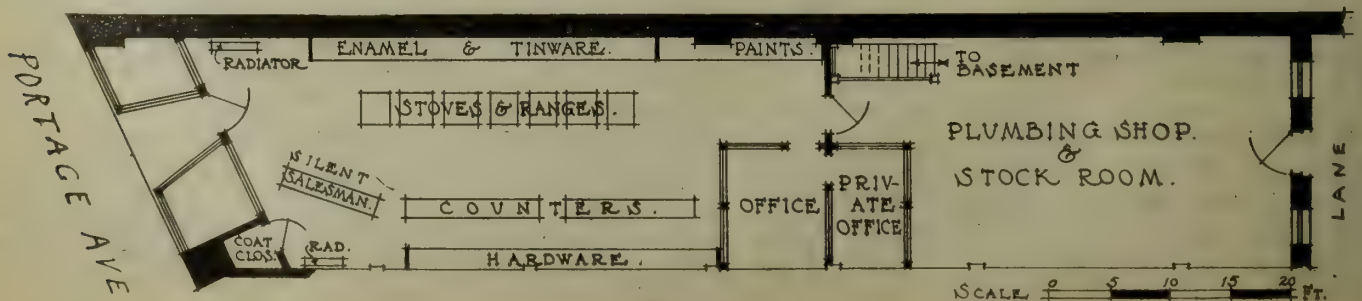 PORTAGE AVE
RADIATOR
ENAMEL & TINWARE.
PAINTS.
TO
BASEMENT
STOVES & RANGES.
SILENT
SALESMAN.
COUNTERS.
HARDWARE.
COAT
CLOS.
RAD.
OFFICE
PRIV-
ATE
OFFICE
PLUMBING SHOP.
&
STOCK ROOM.
LANE
SCALE 0 5 10 15 20 FT.